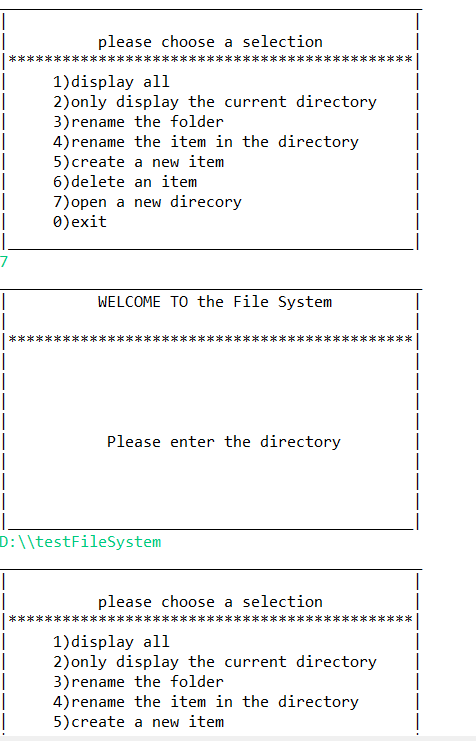 please choose a selection
|*********************************************|
1)display all
2)only display the current directory
3)rename the folder
4)rename the item in the directory
5)create a new item
6)delete an item
7)open a new direcory
0)exit
7
WELCOME TO the File System
|*********************************************|
Please enter the directory
D:\\testFileSystem
please choose a selection
|*********************************************|
1)display all
2)only display the current directory
3)rename the folder
4)rename the item in the directory
5)create a new item